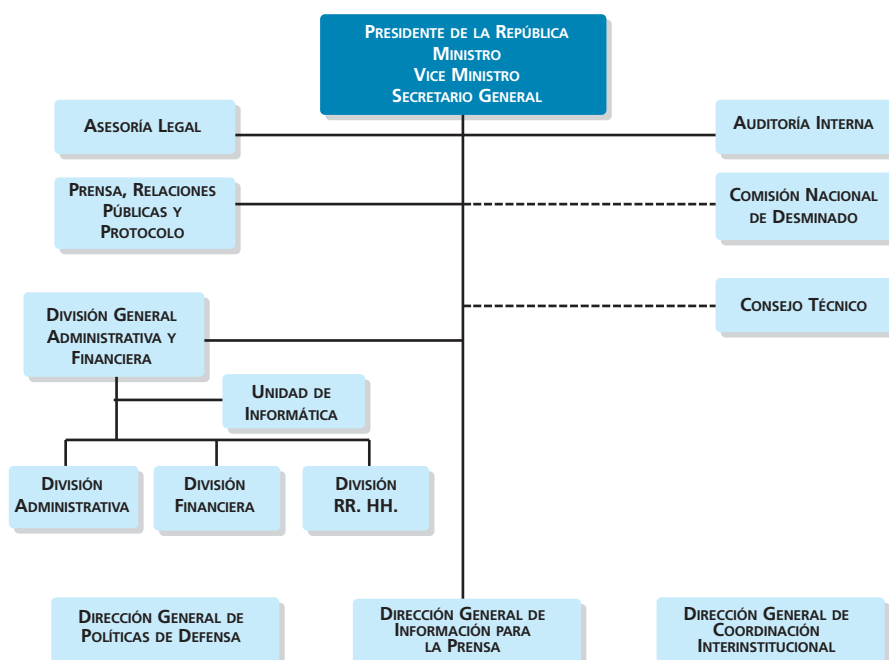 Presidente de la República
Ministro
Vice Ministro
Secretario General
Asesoría Legal
Auditoría Interna
Prensa, Relaciones
Públicas y
Protocolo
Comisión Nacional
de Desminado
Consejo Técnico
División General
Administrativa y
Financiera
Unidad de
Informática
División
Administrativa
División
Financiera
División
RR. HH.
Dirección General de
Políticas de Defensa
Dirección General de
Información para
la Prensa
Dirección General de
Coordinación
Interinstitucional